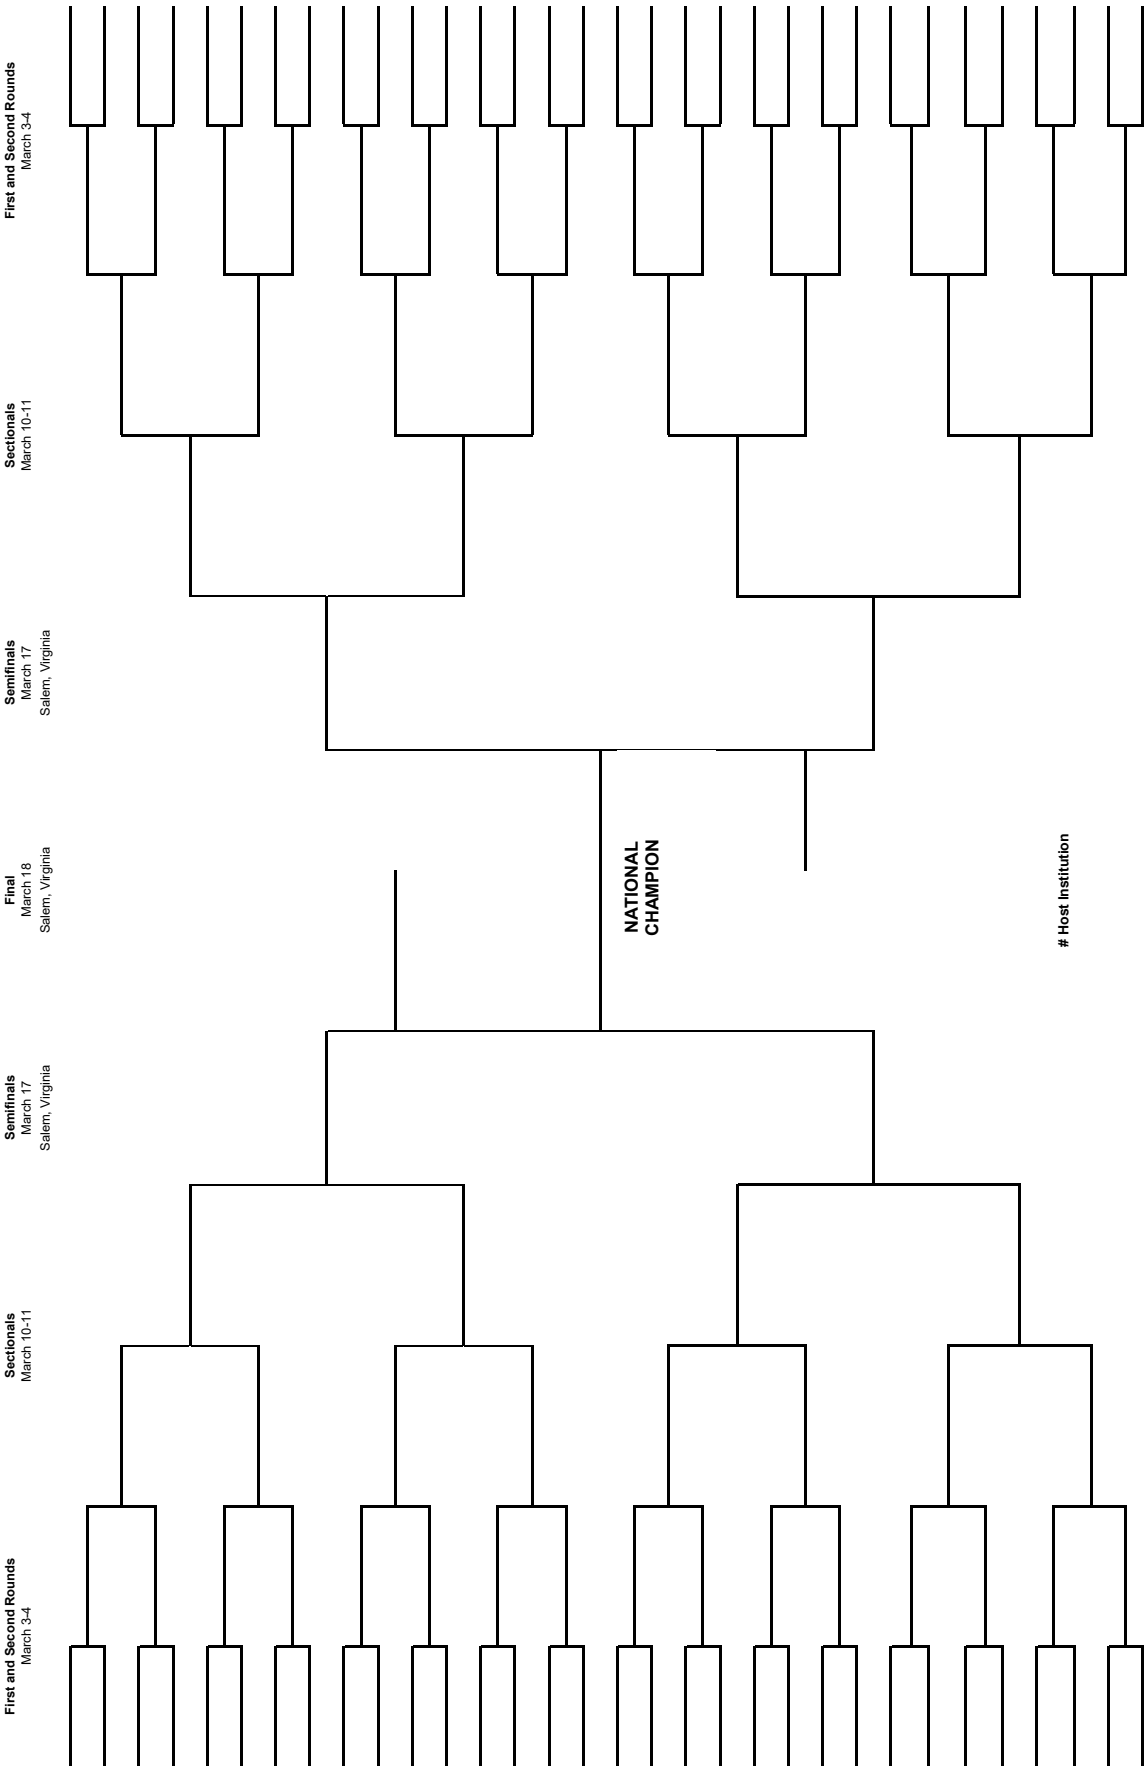 First and Second Rounds
March 3-4
Sectionals
March 10-11
Semifinals
March 17
Salem, Virginia
Final
March 18
Salem, Virginia
Semifinals
March 17
Salem, Virginia
Sectionals
March 10-11
First and Second Rounds
March 3-4
NATIONAL
CHAMPION
# Host Institution